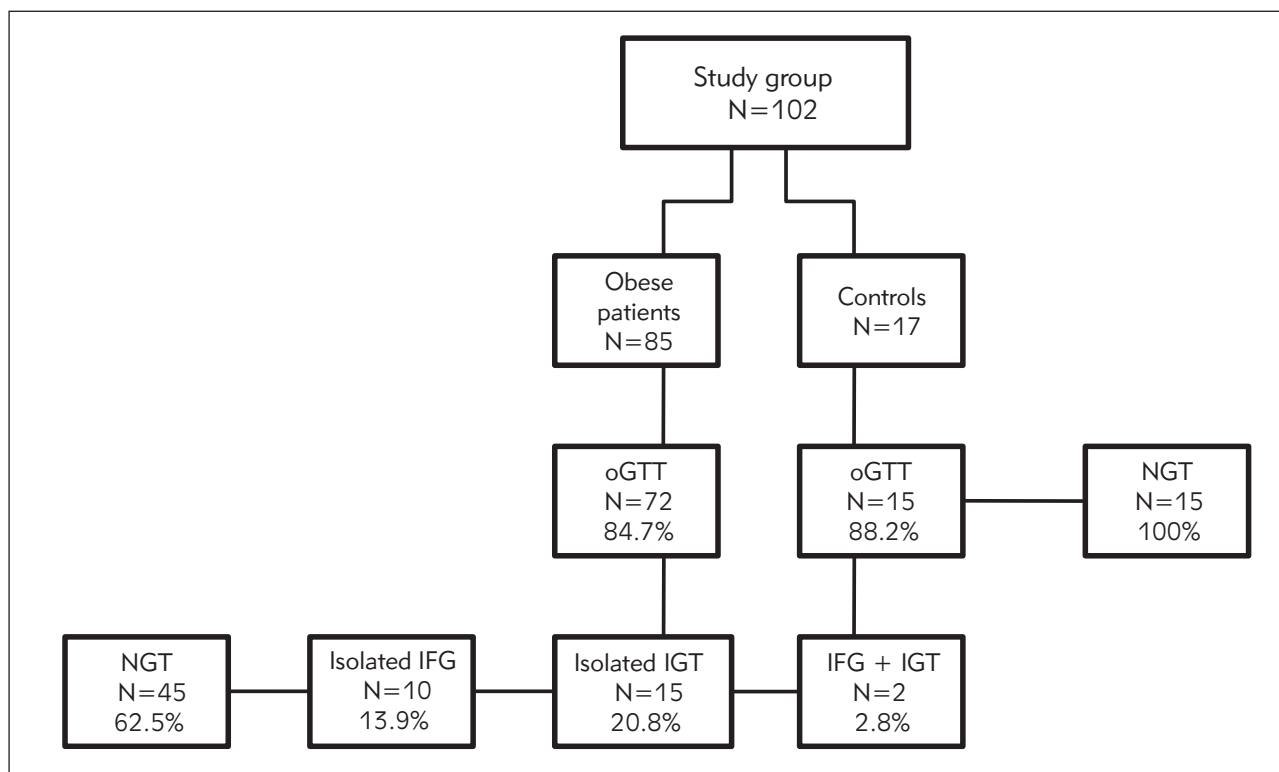 Study group
N=102
Obese
patients
N=85
Controls
N=17
oGTT
N=72
84.7%
oGTT
N=15
88.2%
NGT
N=15
100%
NGT
N=45
62.5%
Isolated IFG
N=10
13.9%
Isolated IGT
N=15
20.8%
IFG + IGT
N=2
2.8%